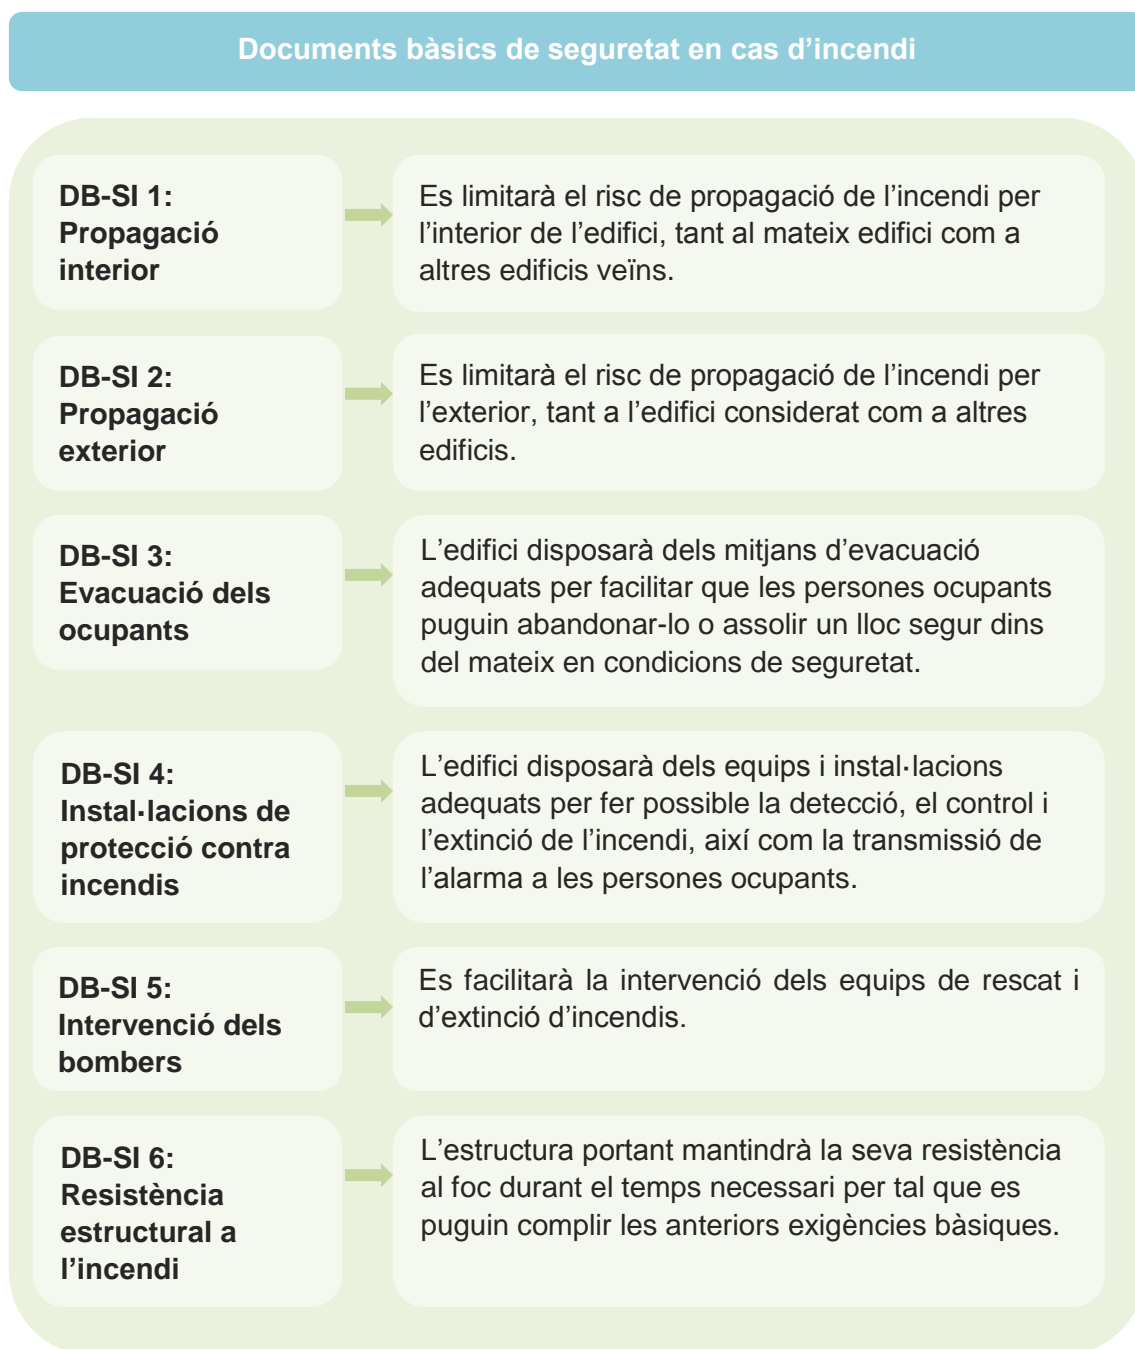 Documents bàsics de seguretat en cas d’incendi
DB-SI 1:
Propagació
interior
Es limitarà el risc de propagació de l’incendi per
l’interior de l’edifici, tant al mateix edifici com a
altres edificis veïns.
DB-SI 2:
Propagació
exterior
Es limitarà el risc de propagació de l’incendi per
l’exterior, tant a l’edifici considerat com a altres
edificis.
DB-SI 3:
Evacuació dels
ocupants
L’edifici disposarà dels mitjans d’evacuació
adequats per facilitar que les persones ocupants
puguin abandonar-lo o assolir un lloc segur dins
del mateix en condicions de seguretat.
DB-SI 4:
Instal·lacions de
protecció contra
incendis
L’edifici disposarà dels equips i instal·lacions
adequats per fer possible la detecció, el control i
l’extinció de l’incendi, així com la transmissió de
l’alarma a les persones ocupants.
DB-SI 5:
Intervenció dels
bombers
Es facilitarà la intervenció dels equips de rescat i
d’extinció d’incendis.
DB-SI 6:
Resistència
estructural a
l’incendi
L’estructura portant mantindrà la seva resistència
al foc durant el temps necessari per tal que es
puguin complir les anteriors exigències bàsiques.